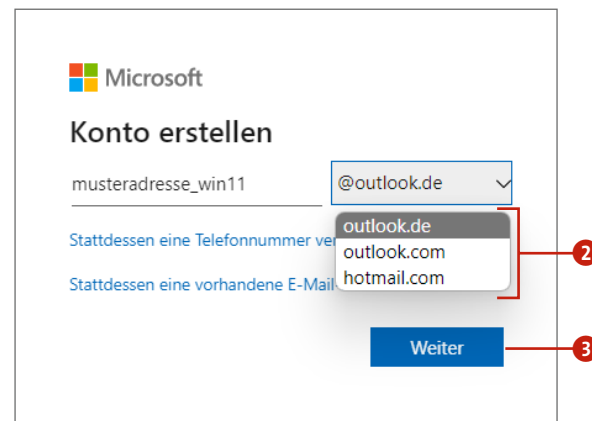 Microsoft
Konto erstellen
musteradresse_win11 @outlook.de
Stattdessen eine Telefonnummer
outlook.de
outlook.com
Stattdessen eine vorhandene E-Mail
hotmail.com
2
Weiter
3